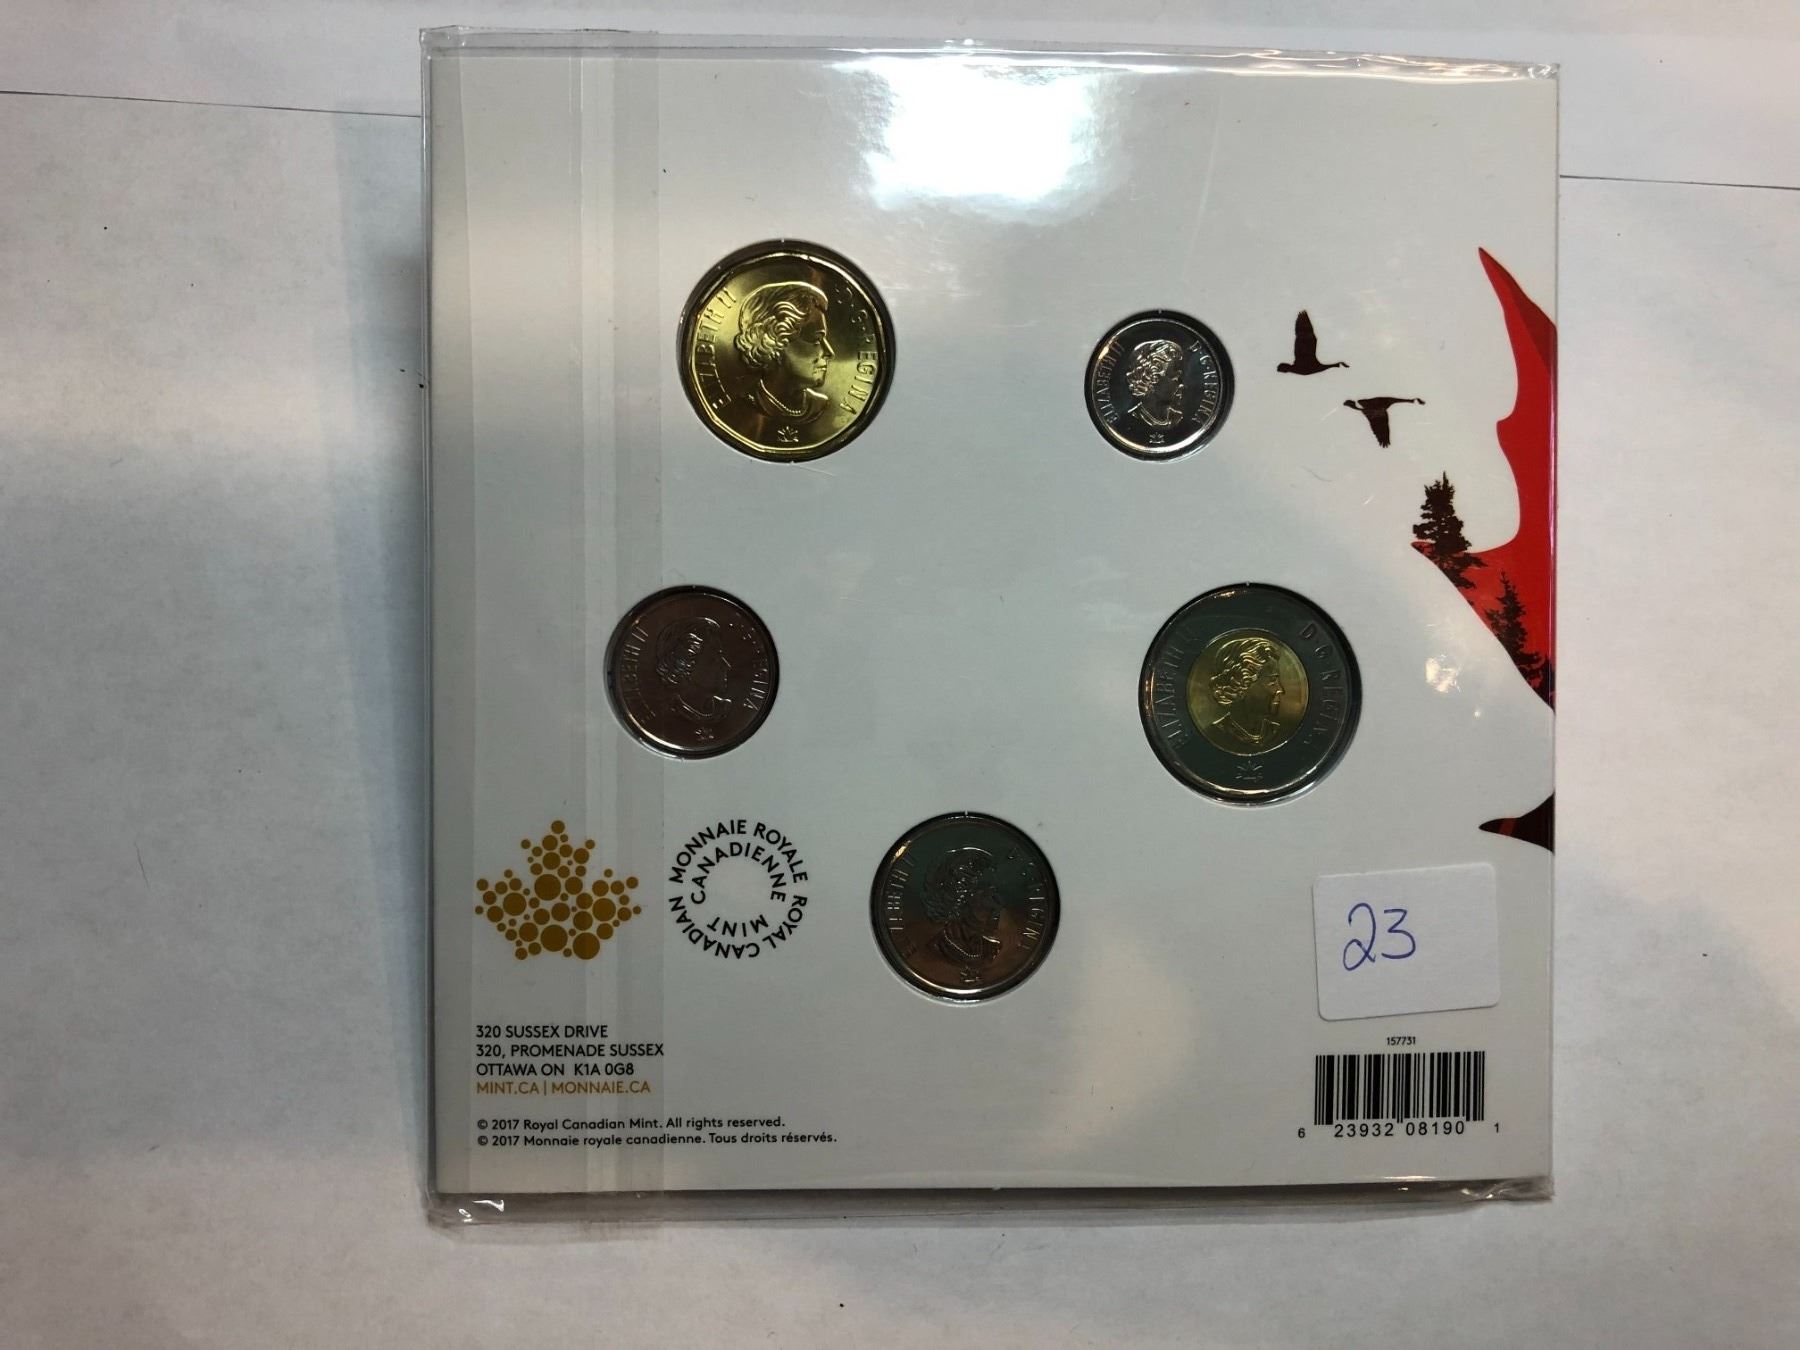 ELIZABETH II D·G·REGINA
ELIZABETH II D·G·REGINA
ELIZABETH II D·G·REGINA
ELIZABETH II D·G·REGINA
ELIZABETH II D·G·REGINA
MONNAIE ROYALE CANADIENNE
ROYAL CANADIAN MINT
23
320 SUSSEX DRIVE
320, PROMENADE SUSSEX
OTTAWA ON K1A 0G8
MINT.CA | MONNAIE.CA
© 2017 Royal Canadian Mint. All rights reserved.
© 2017 Monnaie royale canadienne. Tous droits réservés.
157731
6 23932 08190 1